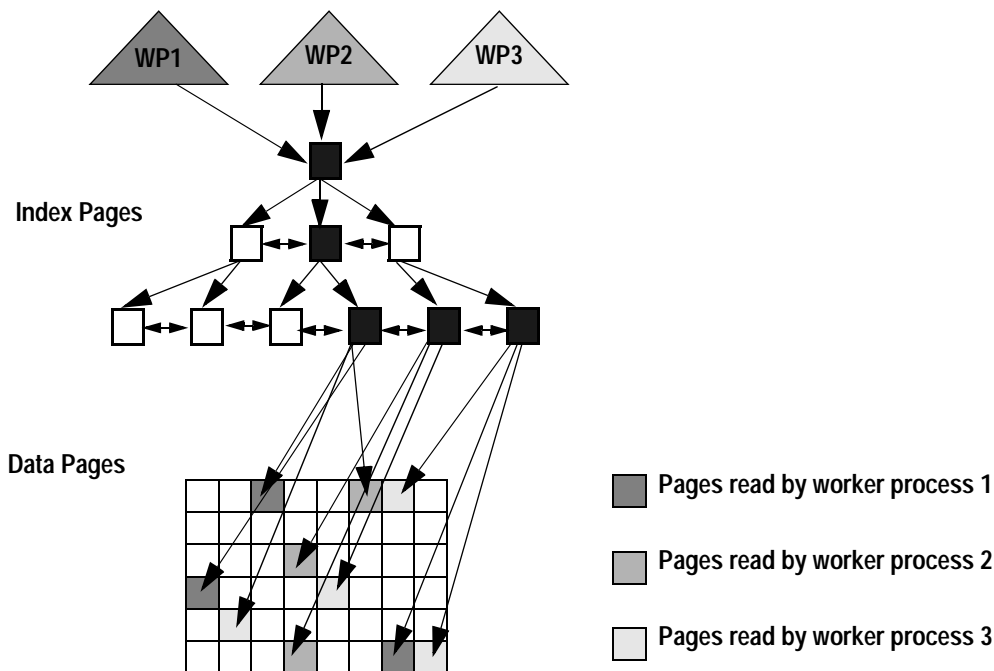 WP1
WP2
WP3
Index Pages
Data Pages
Pages read by worker process 1
Pages read by worker process 2
Pages read by worker process 3